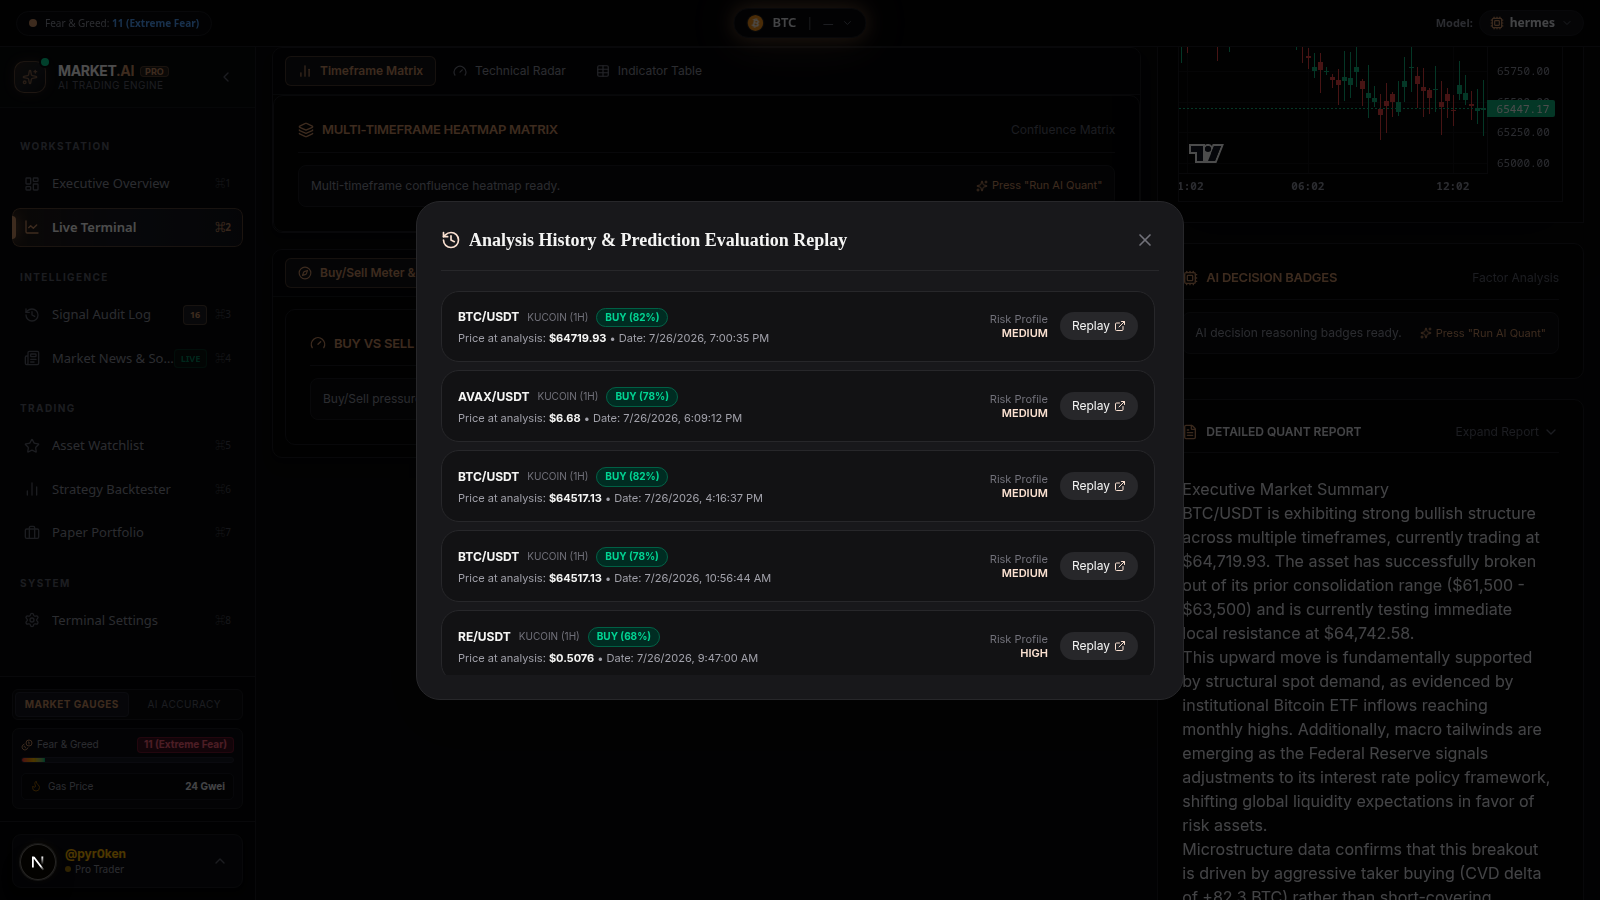 Fear & Greed: 11 (Extreme Fear)
BTC | —
Model: hermes
MARKET.AI PRO
AI TRADING ENGINE
WORKSTATION
Executive Overview ⌘1
Live Terminal ⌘2
INTELLIGENCE
Signal Audit Log 16 ⌘3
Market News & So... LIVE ⌘4
TRADING
Asset Watchlist ⌘5
Strategy Backtester ⌘6
Paper Portfolio ⌘7
SYSTEM
Terminal Settings ⌘8
MARKET GAUGES AI ACCURACY
Fear & Greed 11 (Extreme Fear)
Gas Price 24 Gwei
N
@pyr0ken
Pro Trader
Timeframe Matrix Technical Radar Indicator Table
MULTI-TIMEFRAME HEATMAP MATRIX Confluence Matrix
Multi-timeframe confluence heatmap ready. Press "Run AI Quant"
Buy/Sell Meter &
BUY VS SELL
Buy/Sell pressur
Analysis History & Prediction Evaluation Replay
BTC/USDT KUCOIN (1H) BUY (82%)
Price at analysis: $64719.93 • Date: 7/26/2026, 7:00:35 PM
Risk Profile
MEDIUM
Replay
AVAX/USDT KUCOIN (1H) BUY (78%)
Price at analysis: $6.68 • Date: 7/26/2026, 6:09:12 PM
Risk Profile
MEDIUM
Replay
BTC/USDT KUCOIN (1H) BUY (82%)
Price at analysis: $64517.13 • Date: 7/26/2026, 4:16:37 PM
Risk Profile
MEDIUM
Replay
BTC/USDT KUCOIN (1H) BUY (78%)
Price at analysis: $64517.13 • Date: 7/26/2026, 10:56:44 AM
Risk Profile
MEDIUM
Replay
RE/USDT KUCOIN (1H) BUY (68%)
Price at analysis: $0.5076 • Date: 7/26/2026, 9:47:00 AM
Risk Profile
HIGH
Replay
65750.00
65447.17
65250.00
65000.00
1:02 06:02 12:02
AI DECISION BADGES Factor Analysis
AI decision reasoning badges ready. Press "Run AI Quant"
DETAILED QUANT REPORT Expand Report
Executive Market Summary
BTC/USDT is exhibiting strong bullish structure
across multiple timeframes, currently trading at
$64,719.93. The asset has successfully broken
out of its prior consolidation range ($61,500 -
$63,500) and is currently testing immediate
local resistance at $64,742.58.
This upward move is fundamentally supported
by structural spot demand, as evidenced by
institutional Bitcoin ETF inflows reaching
monthly highs. Additionally, macro tailwinds are
emerging as the Federal Reserve signals
adjustments to its interest rate policy framework,
shifting global liquidity expectations in favor of
risk assets.
Microstructure data confirms that this breakout
is driven by aggressive taker buying (CVD delta
of +82.3 BTC) rather than short-covering